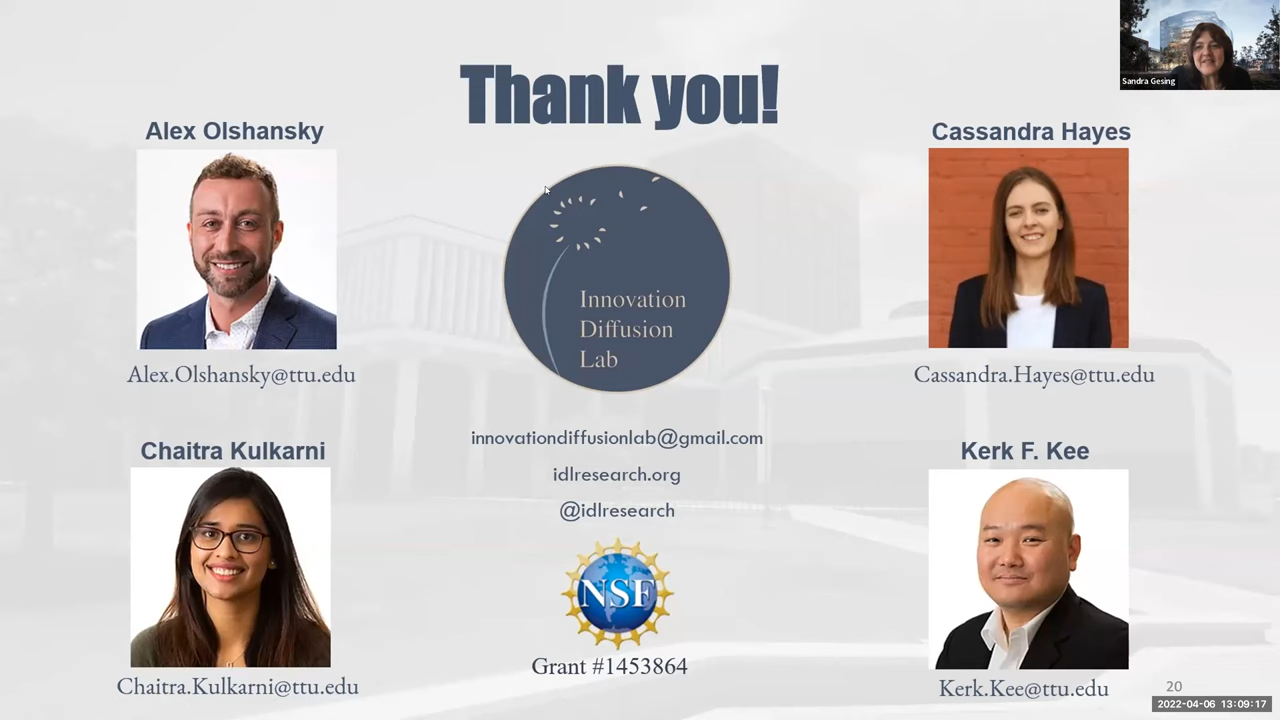 Thank you!
Sandra Gesing
Alex Olshansky
Cassandra Hayes
Innovation
Diffusion
Lab
Alex.Olshansky@ttu.edu
Cassandra.Hayes@ttu.edu
innovationdiffusionlab@gmail.com
Chaitra Kulkarni
Kerk F. Kee
idlresearch.org
@idlresearch
NSF
Grant #1453864
Chaitra.Kulkarni@ttu.edu
Kerk.Kee@ttu.edu
20
2022-04-06 13:09:17